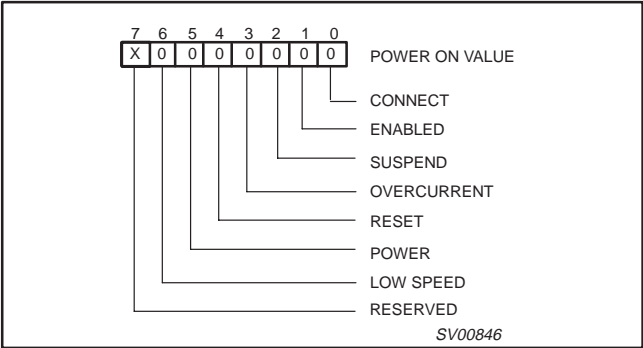 7 6 5 4 3 2 1 0
X 0 0 0 0 0 0 0 POWER ON VALUE
CONNECT
ENABLED
SUSPEND
OVERCURRENT
RESET
POWER
LOW SPEED
RESERVED
SV00846